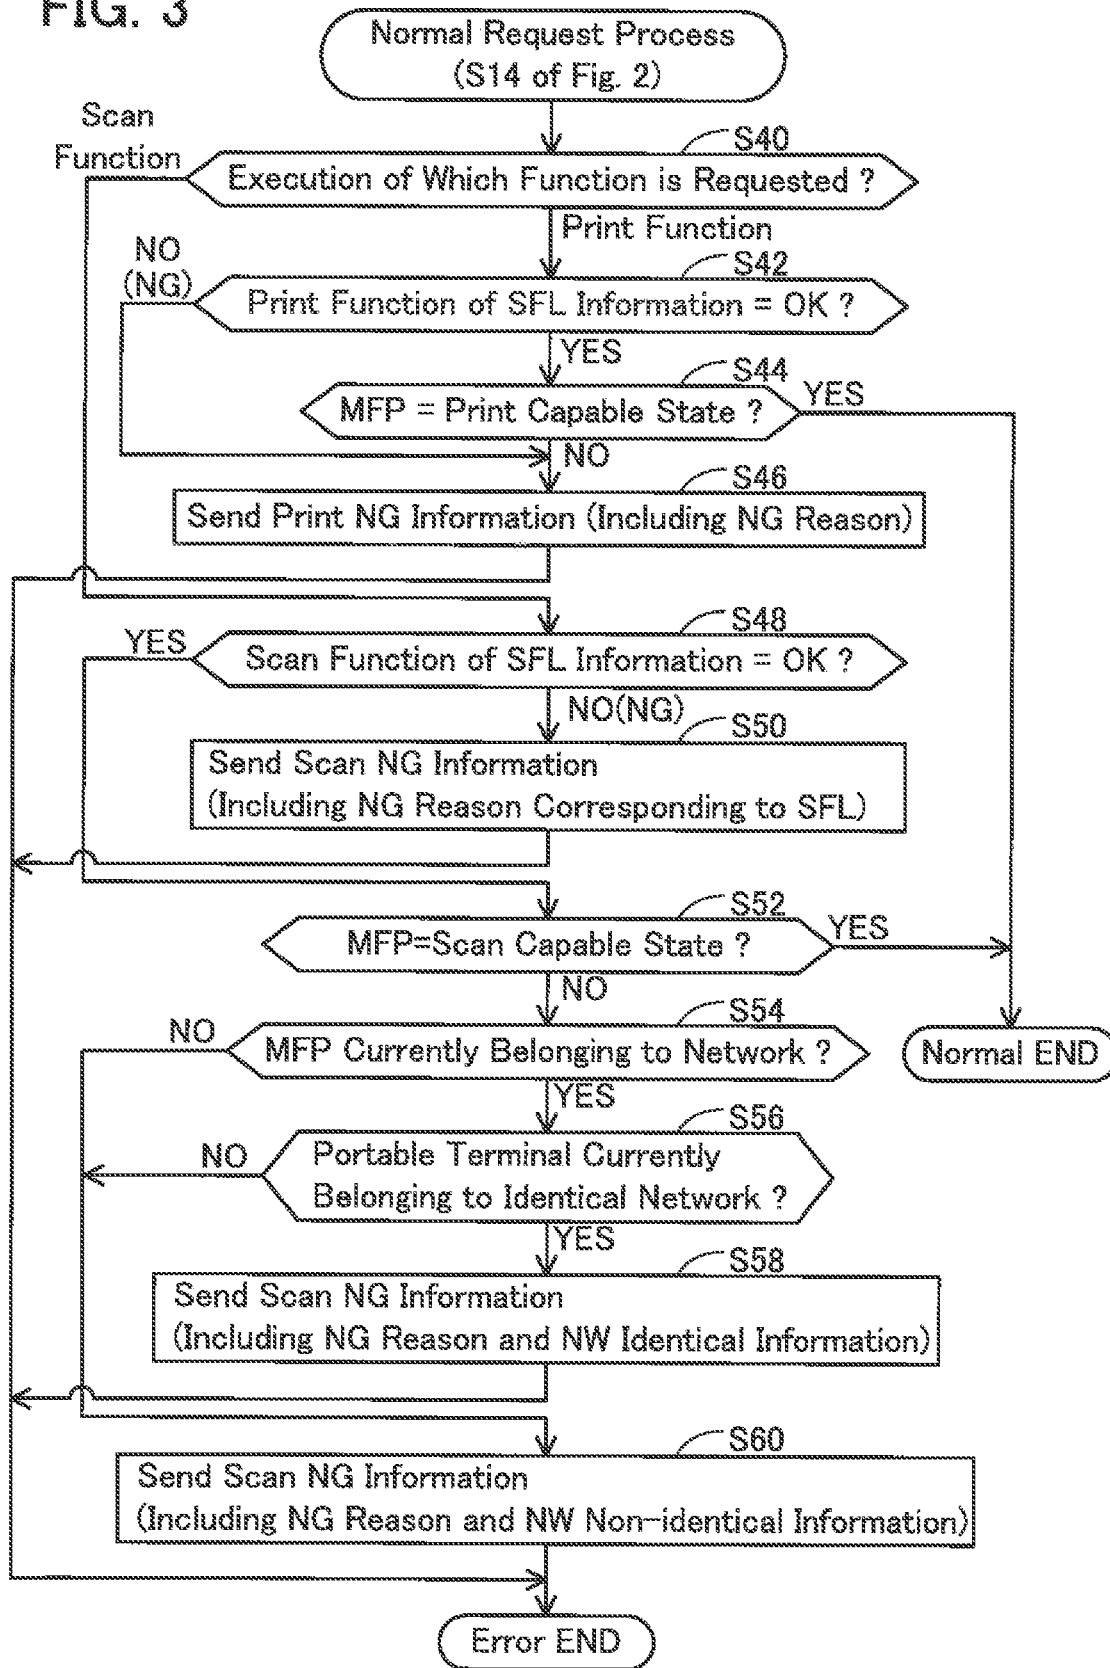 FIG. 3
Normal Request Process
(S14 of Fig. 2)
Scan
Function
S40
Execution of Which Function is Requested ?
Print Function
NO
(NG)
S42
Print Function of SFL Information = OK ?
YES
S44
MFP = Print Capable State ?
YES
NO
S46
Send Print NG Information (Including NG Reason)
S48
YES
Scan Function of SFL Information = OK ?
NO(NG)
S50
Send Scan NG Information
(Including NG Reason Corresponding to SFL)
S52
MFP=Scan Capable State ?
YES
NO
S54
NO
MFP Currently Belonging to Network ?
Normal END
YES
S56
NO
Portable Terminal Currently
Belonging to Identical Network ?
YES
S58
Send Scan NG Information
(Including NG Reason and NW Identical Information)
S60
Send Scan NG Information
(Including NG Reason and NW Non-identical Information)
Error END